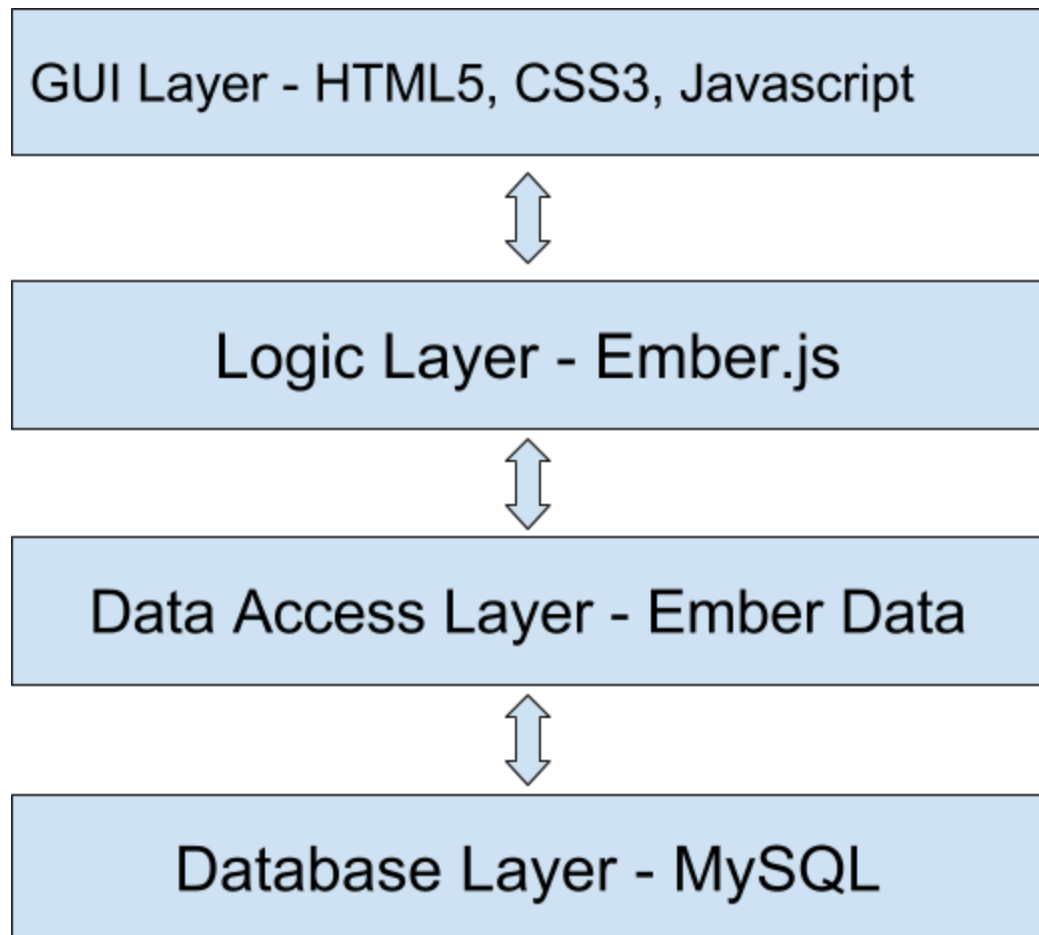 GUI Layer - HTML5, CSS3, Javascript
Logic Layer - Ember.js
Data Access Layer - Ember Data
Database Layer - MySQL